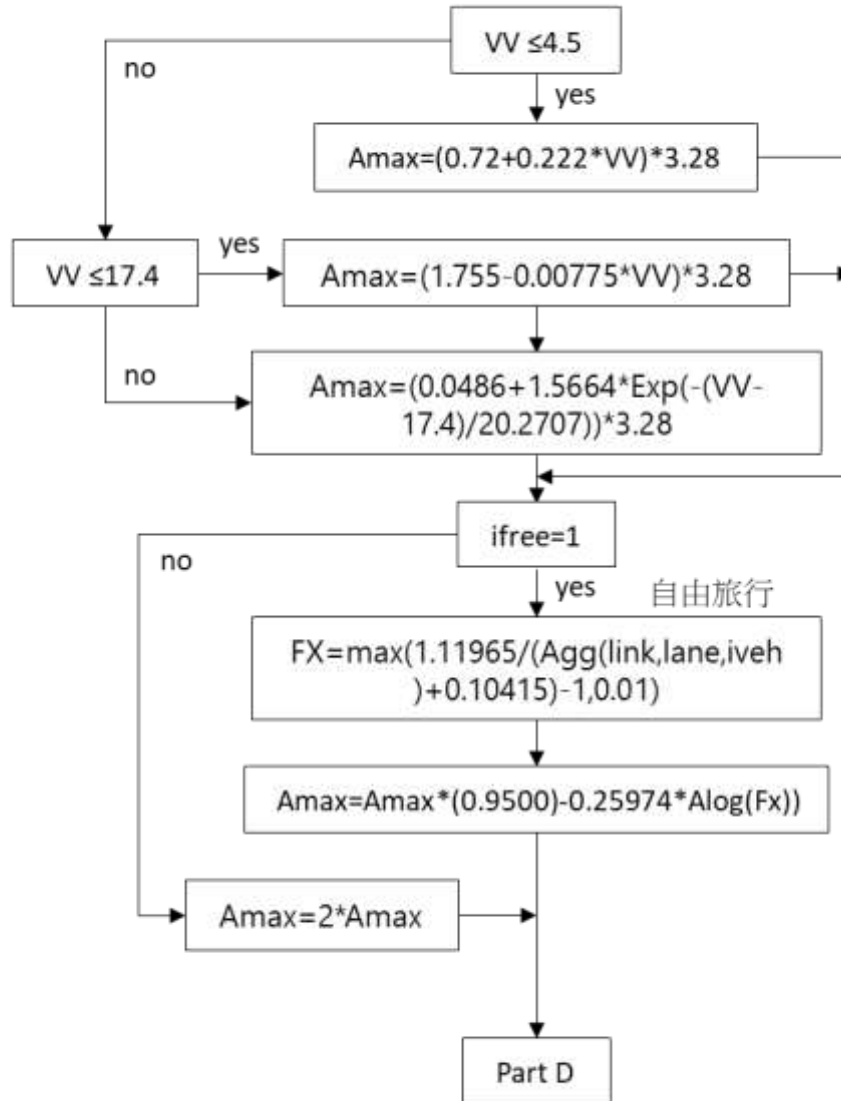 VV ≤4.5
no
yes
Amax=(0.72+0.222*VV)*3.28
VV ≤17.4
yes
Amax=(1.755-0.00775*VV)*3.28
no
Amax=(0.0486+1.5664*Exp(-(VV-
17.4)/20.2707))*3.28
ifree=1
no
yes
自由旅行
FX=max(1.11965/(Agg(link,lane,iveh
)+0.10415)-1,0.01)
Amax=Amax*(0.9500)-0.25974*Alog(Fx))
Amax=2*Amax
Part D